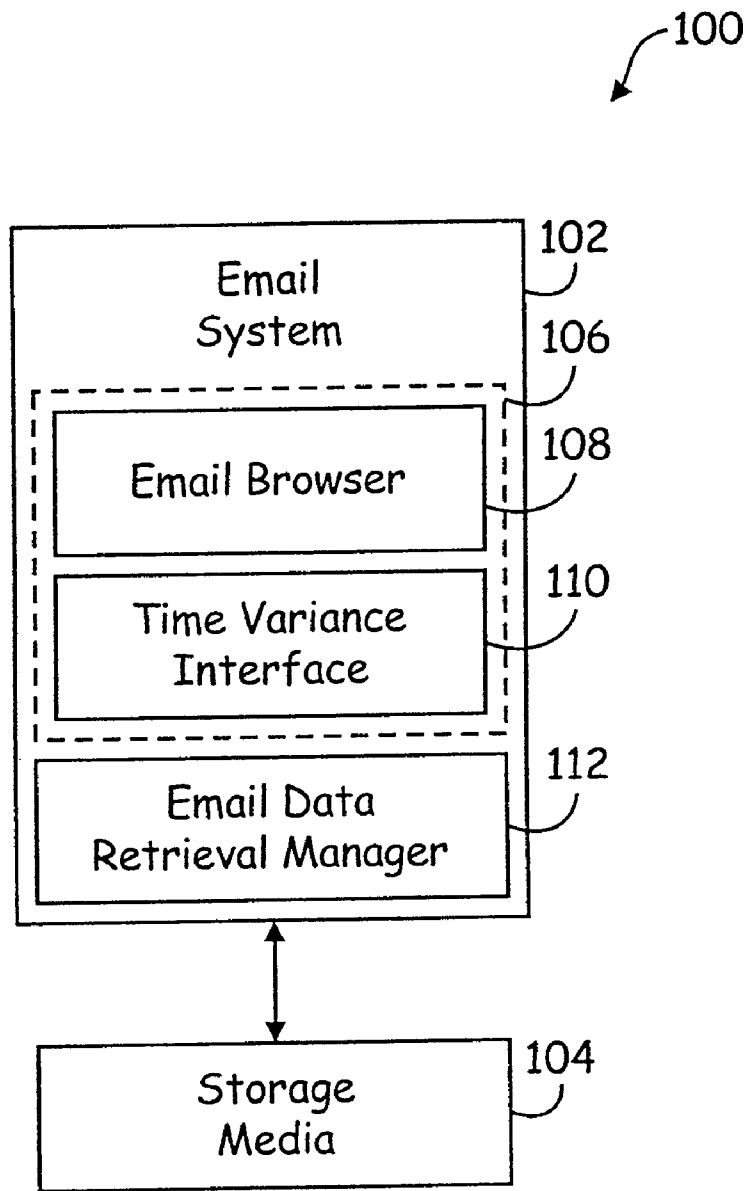 100
102
Email
System
106
108
Email Browser
110
Time Variance
Interface
112
Email Data
Retrieval Manager
104
Storage
Media